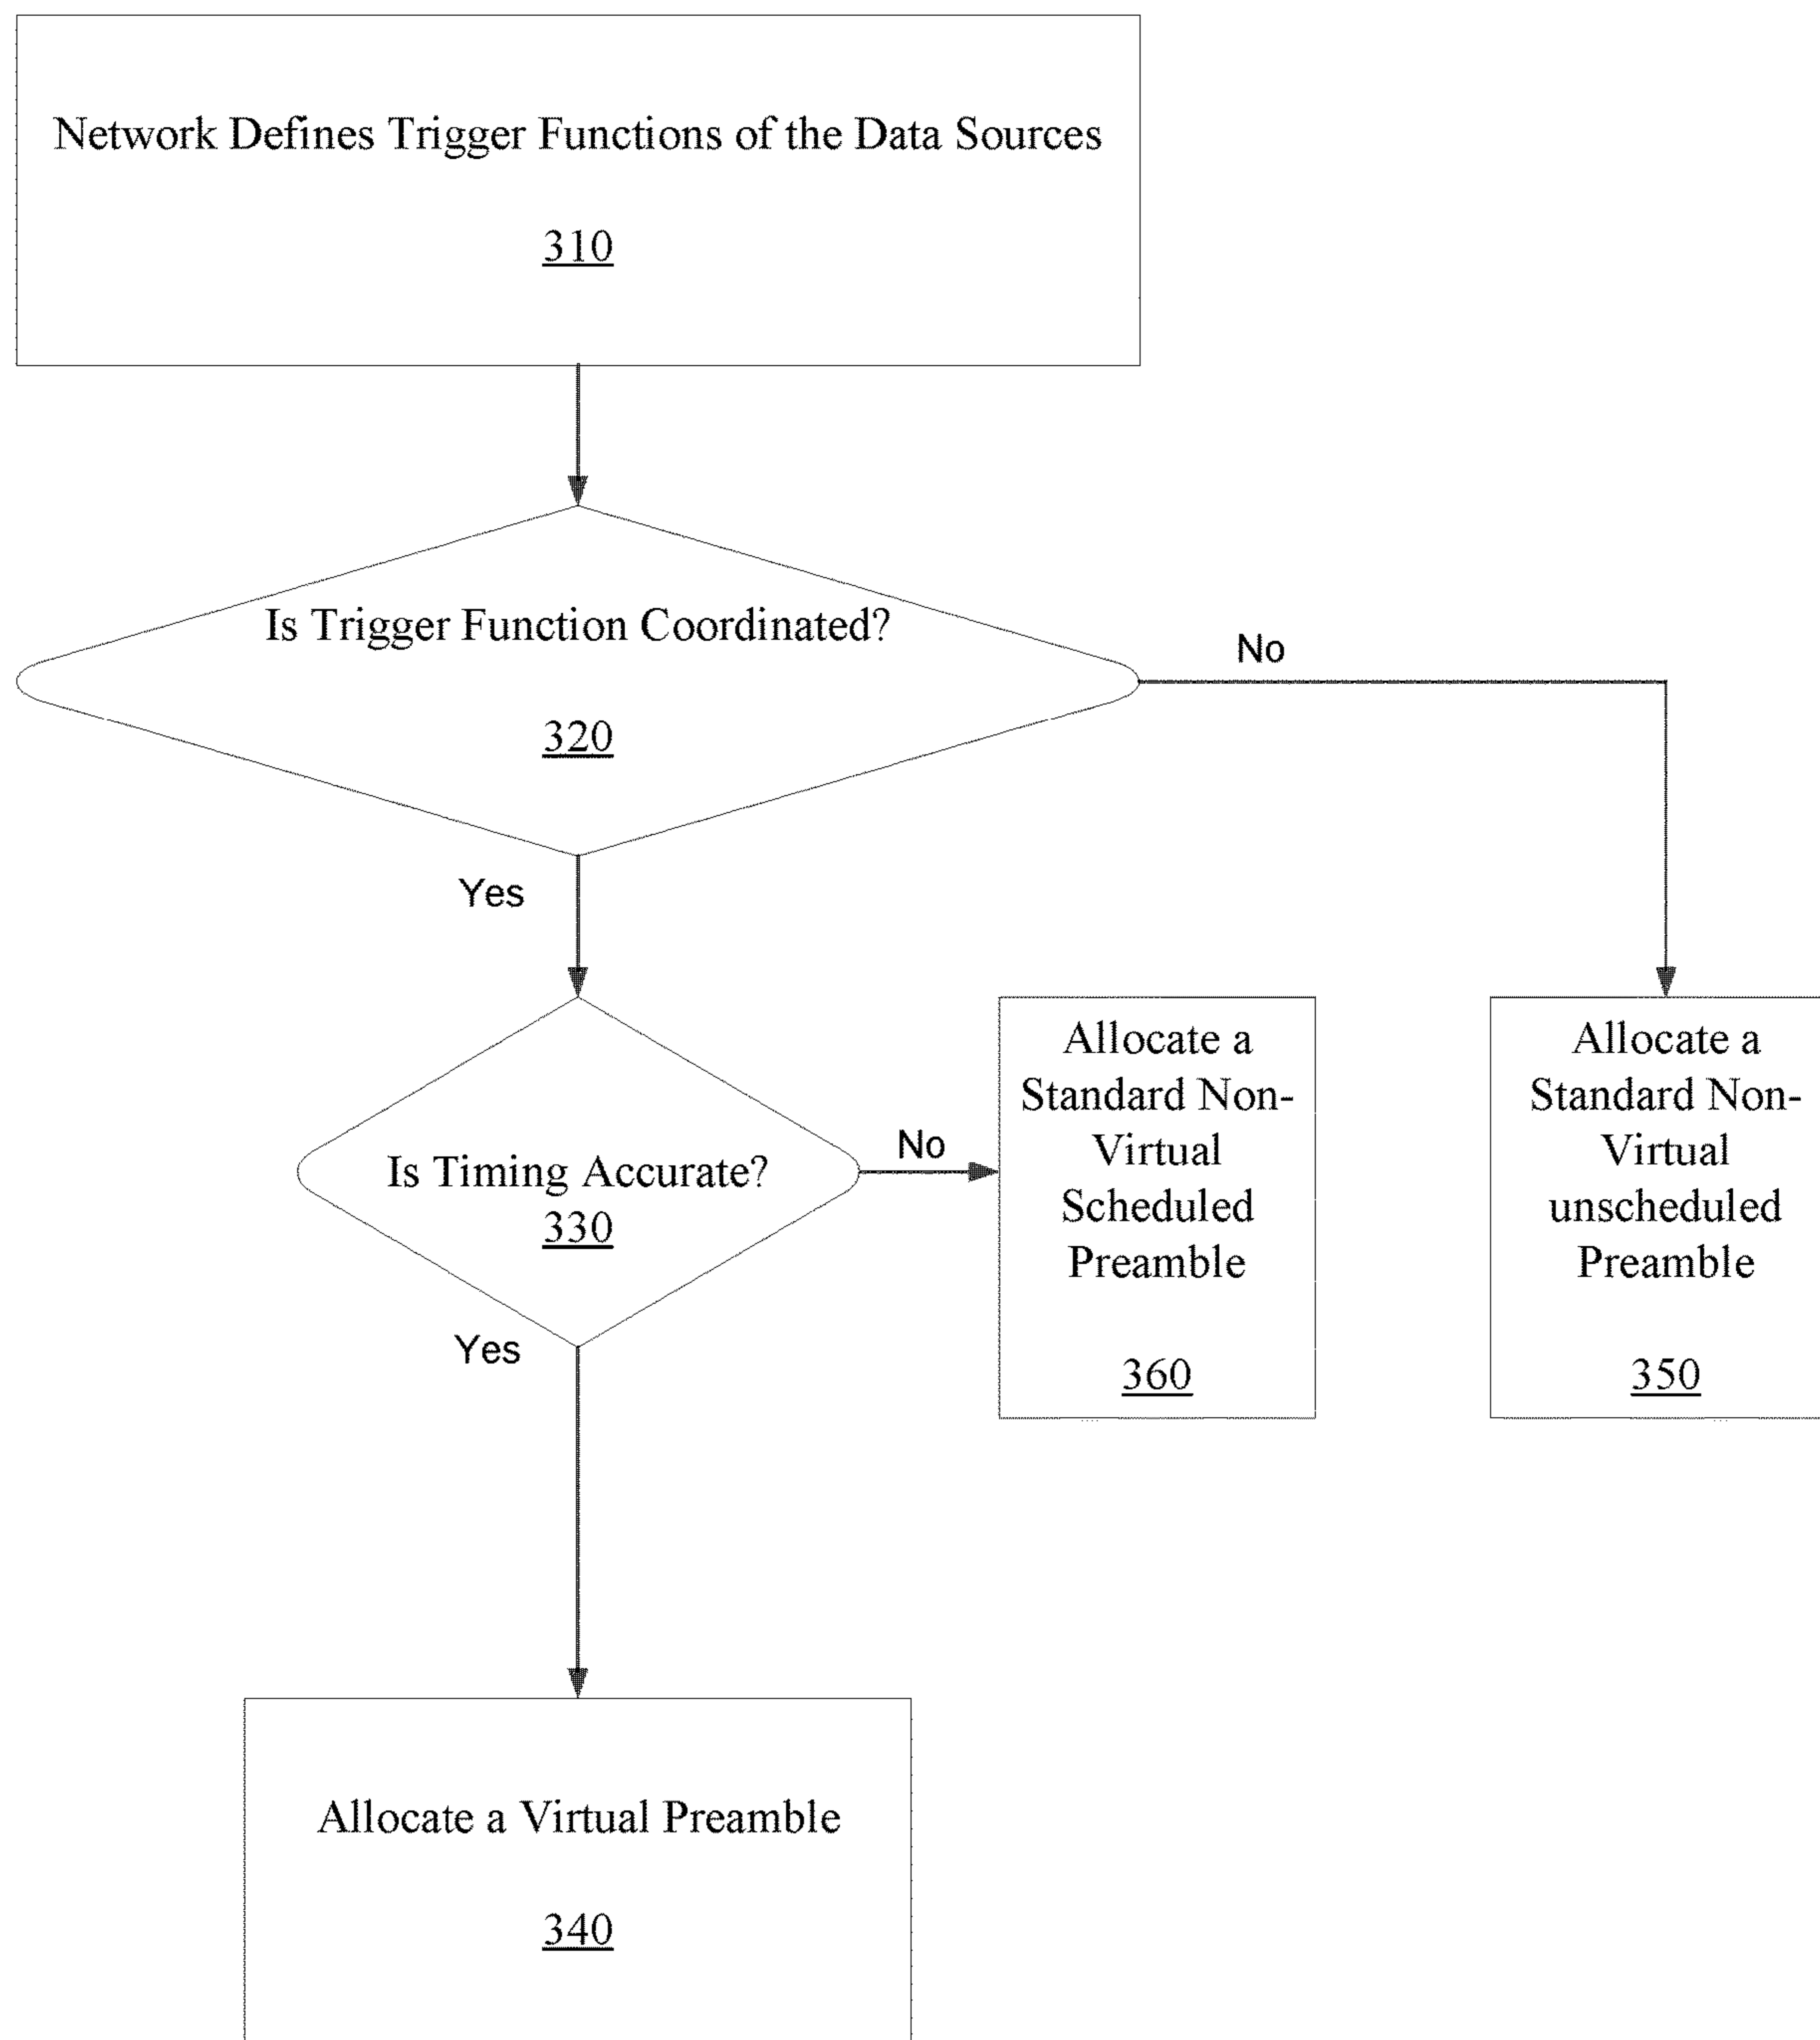 Network Defines Trigger Functions of the Data Sources
310
Is Trigger Function Coordinated?
320
No
Yes
Is Timing Accurate?
330
No
Yes
Allocate a
Standard Non-
Virtual
Scheduled
Preamble
360
Allocate a
Standard Non-
Virtual
unscheduled
Preamble
350
Allocate a Virtual Preamble
340